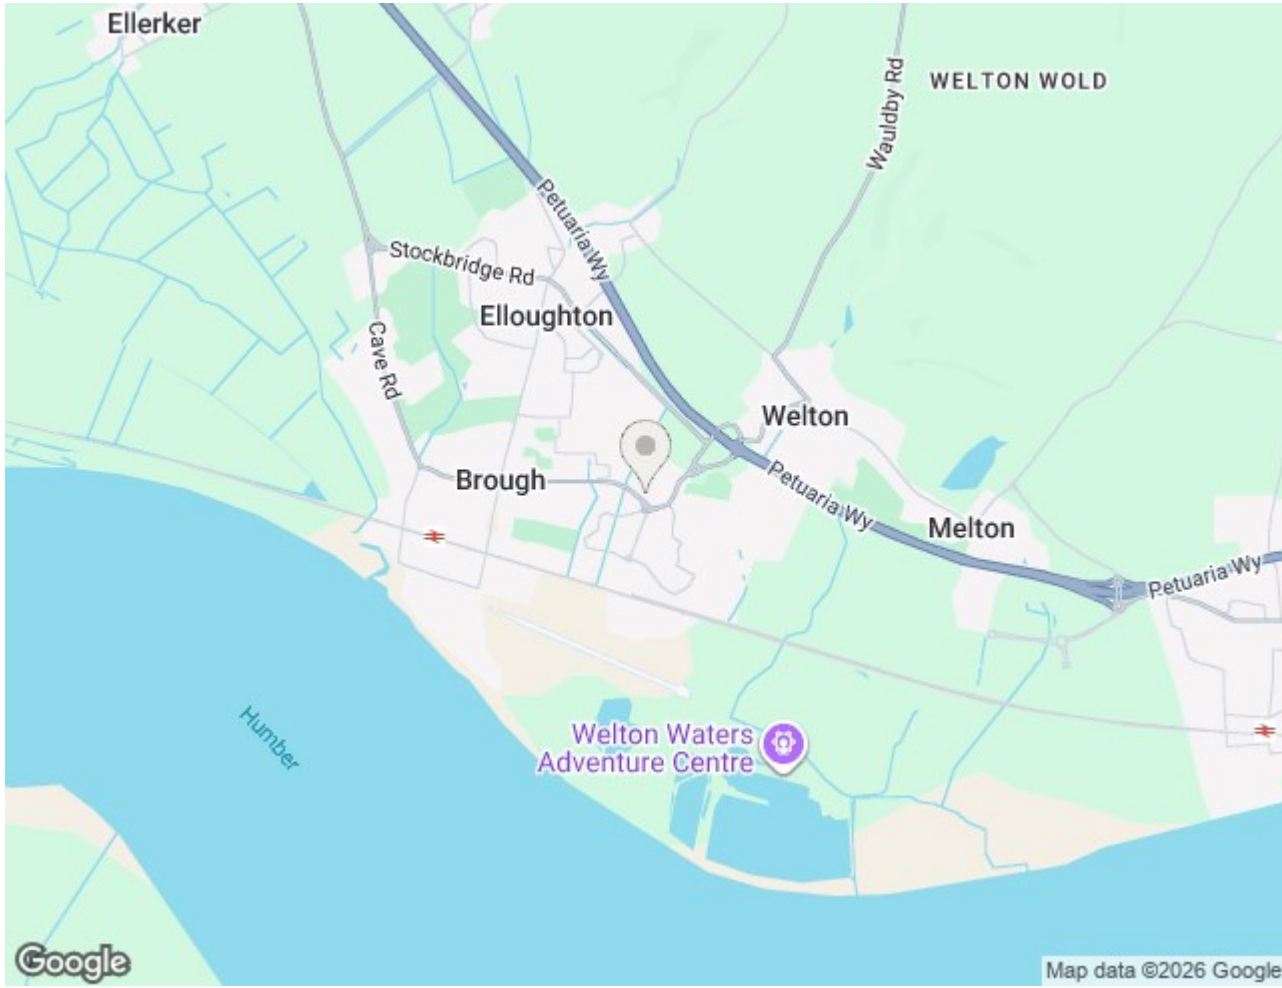 Ellerker
WELTON WOLD
Wauldby Rd
Petuaria Wy
Stockbridge Rd
Elloughton
Cave Rd
Welton
Brough
Petuaria Wy
Melton
Petuaria Wy
Humber
Welton Waters
Adventure Centre
Google
Map data ©2026 Google